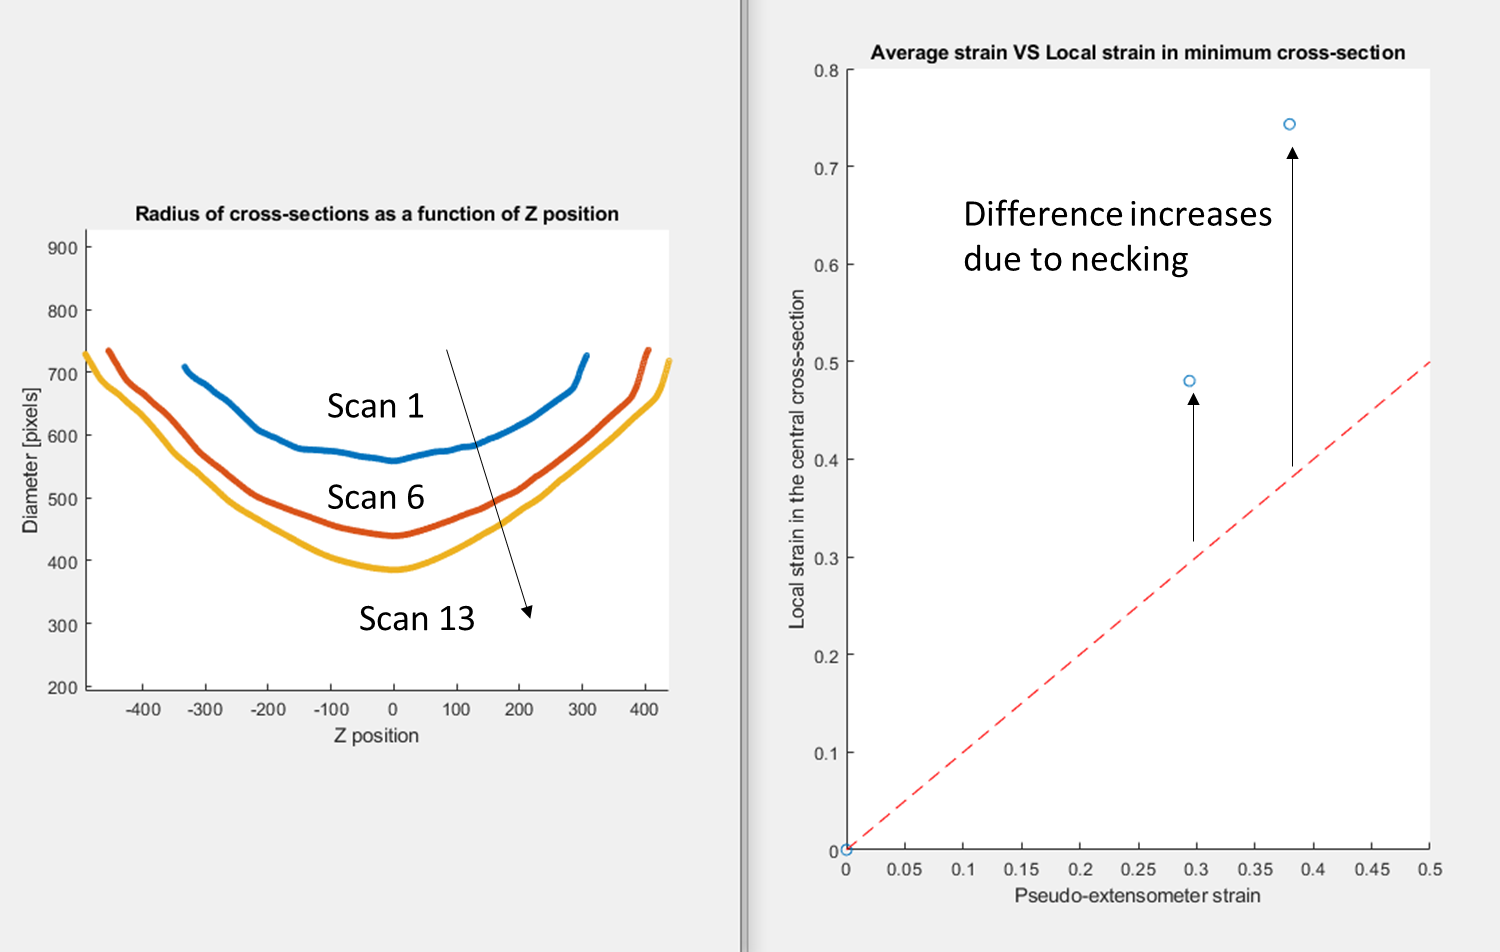 Radius of cross-sections as a function of Z position
900
800
700
600
500
400
300
200
Diameter [pixels]
Scan 1
Scan 6
Scan 13
-400 -300 -200 -100 0 100 200 300 400
Z position
Average strain VS Local strain in minimum cross-section
0.8
0.7
0.6
0.5
0.4
0.3
0.2
0.1
0
Local strain in the central cross-section
Difference increases
due to necking
0 0.05 0.1 0.15 0.2 0.25 0.3 0.35 0.4 0.45 0.5
Pseudo-extensometer strain